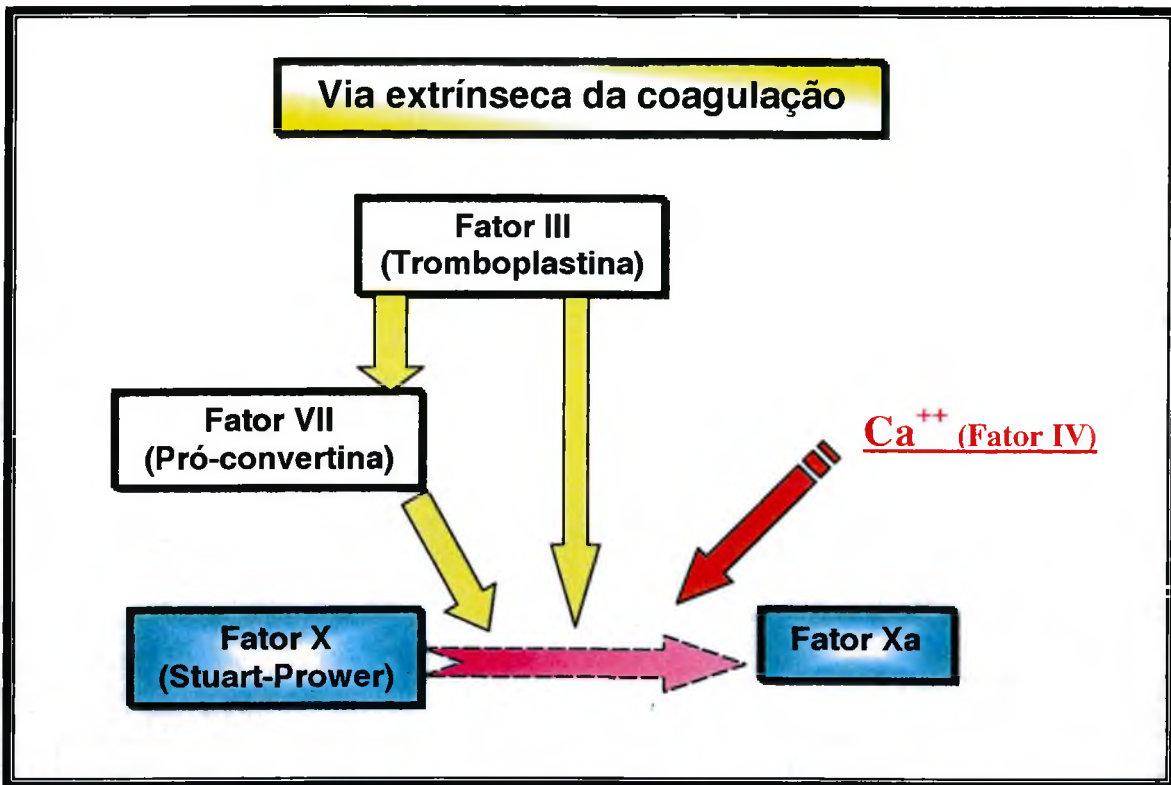 Via extrínseca da coagulação
Fator III
(Tromboplastina)
Fator VII
(Pró-convertina)
Ca++ (Fator IV)
Fator X
(Stuart-Prower)
Fator Xa